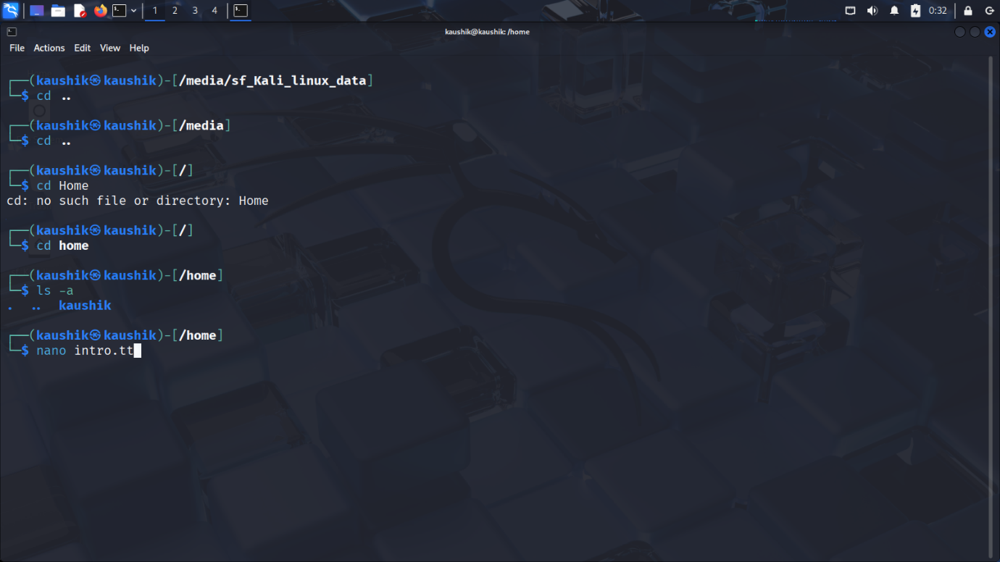 1 2 3 4 0:32
kaushik@kaushik: /home
File Actions Edit View Help
┌──(kaushik㉿kaushik)-[/media/sf_Kali_linux_data]
└─$ cd ..
┌──(kaushik㉿kaushik)-[/media]
└─$ cd ..
┌──(kaushik㉿kaushik)-[/]
└─$ cd Home
cd: no such file or directory: Home
┌──(kaushik㉿kaushik)-[/]
└─$ cd home
┌──(kaushik㉿kaushik)-[/home]
└─$ ls -a
. .. kaushik
┌──(kaushik㉿kaushik)-[/home]
└─$ nano intro.tt